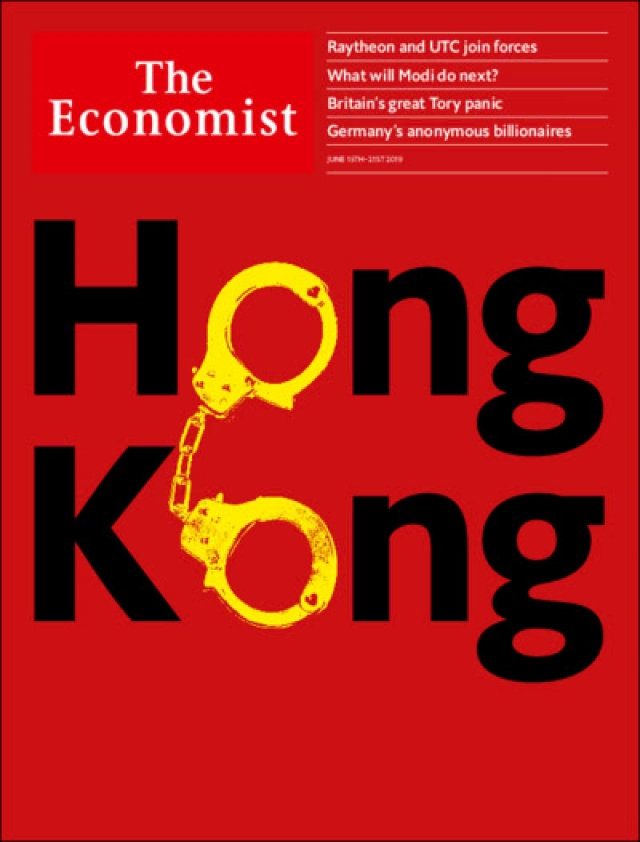 The
Economist
Raytheon and UTC join forces
What will Modi do next?
Britain's great Tory panic
Germany's anonymous billionaires
JUNE 15TH–21ST 2019
Hong
Kong